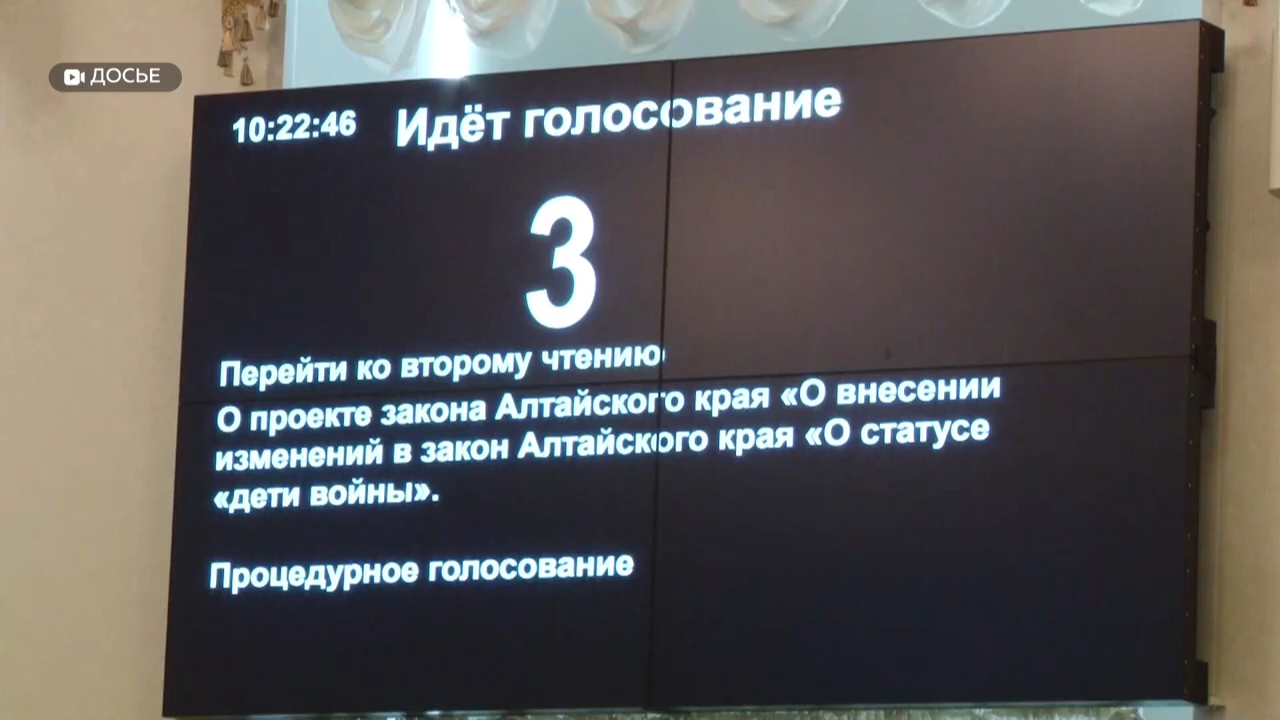 ДОСЬЕ
10:22:46 Идёт голосование
3
Перейти ко второму чтению
О проекте закона Алтайского края «О внесении
изменений в закон Алтайского края «О статусе
«дети войны».
Процедурное голосование